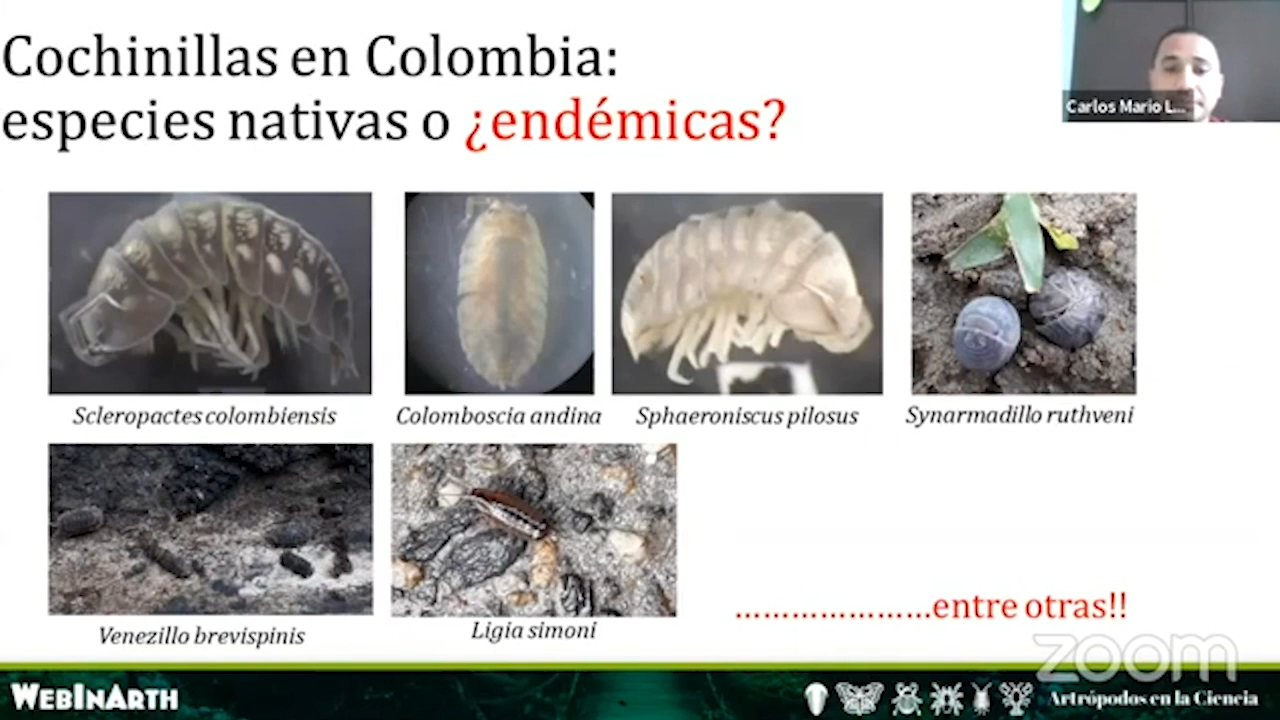 Cochinillas en Colombia:
especies nativas o ¿endémicas?
Carlos Mario L...
Scleropactes colombiensis
Colomboscia andina
Sphaeroniscus pilosus
Synarmadillo ruthveni
Venezillo brevispinis
Ligia simoni
.....................entre otras!!
zoom
WEBINARTH
Artrópodos en la Ciencia